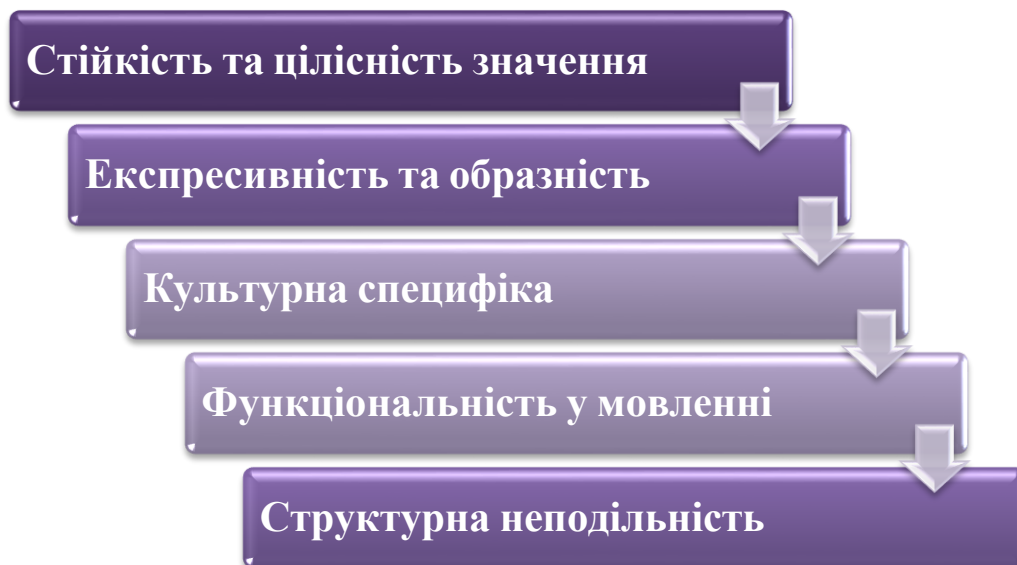 Стійкість та цілісність значення
Експресивність та образність
Культурна специфіка
Функціональність у мовленні
Структурна неподільність